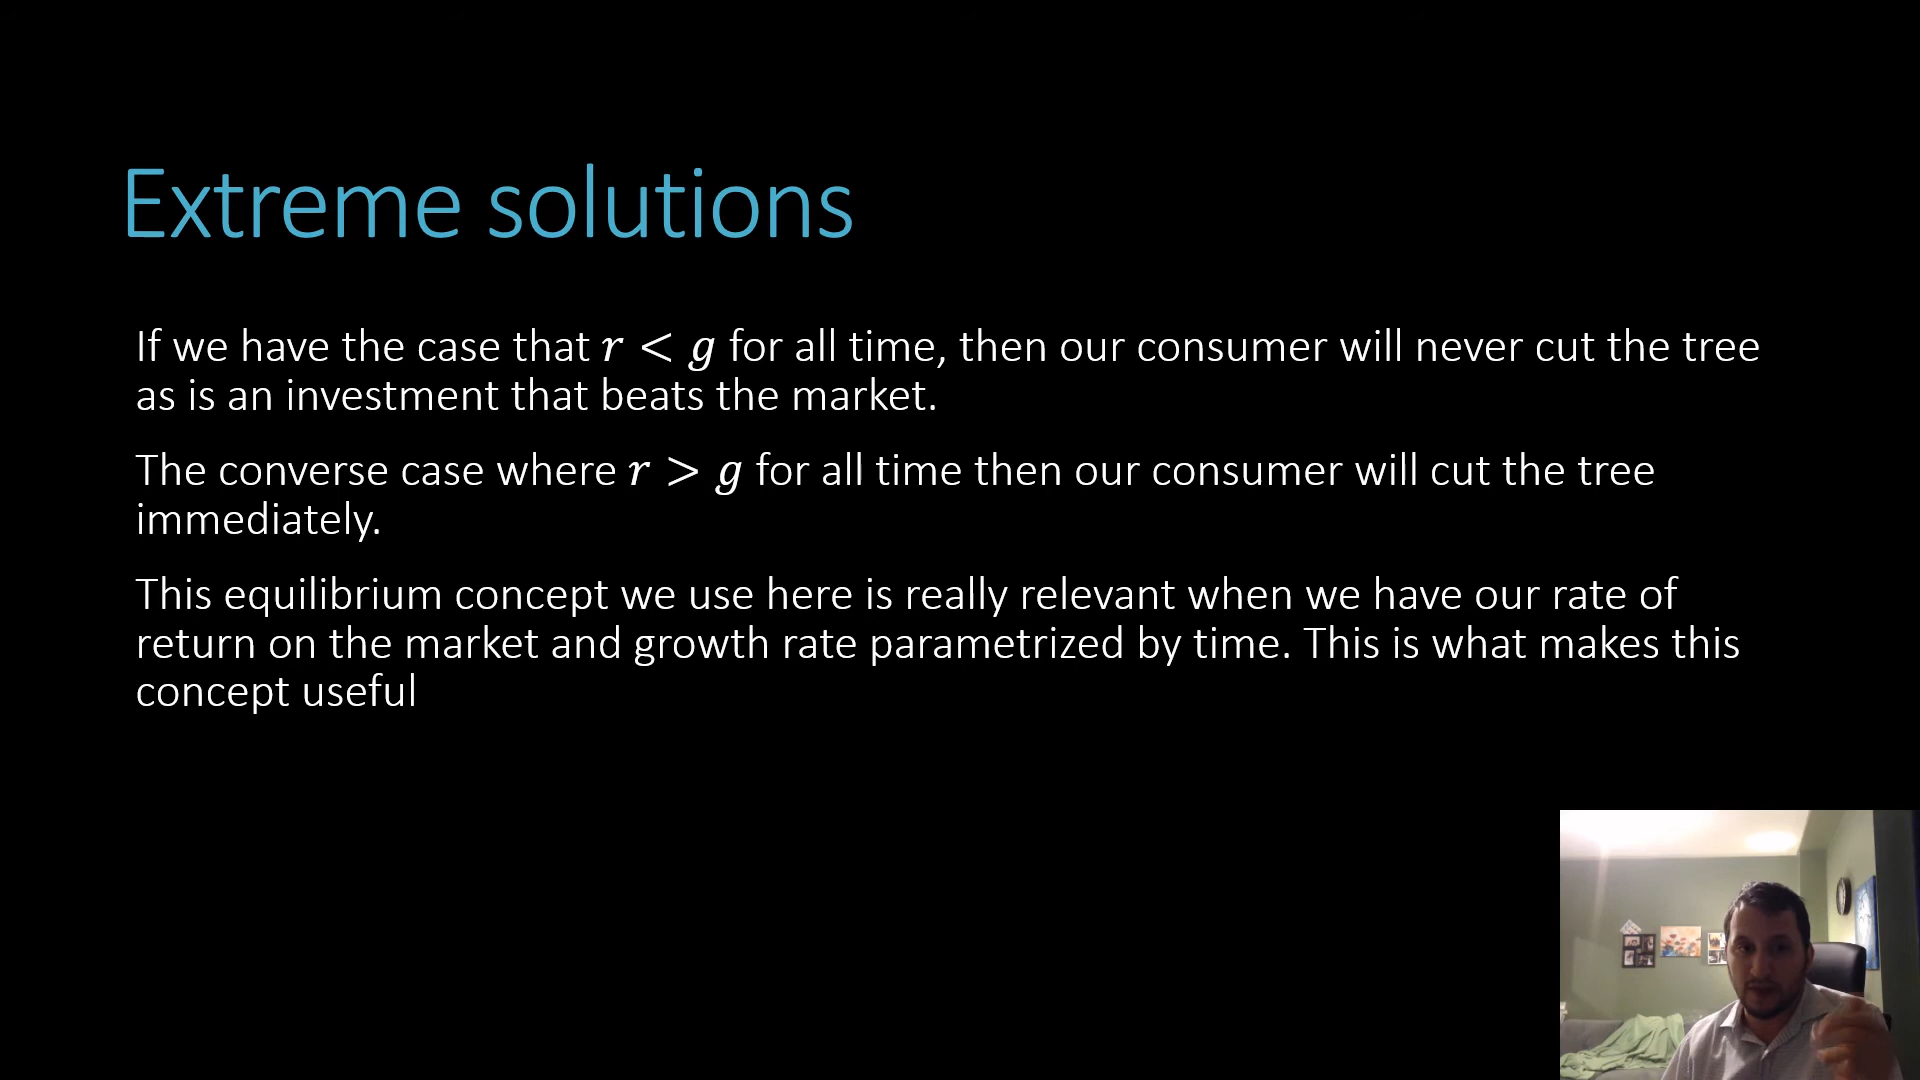 Extreme solutions
If we have the case that r < g for all time, then our consumer will never cut the tree
as is an investment that beats the market.
The converse case where r > g for all time then our consumer will cut the tree
immediately.
This equilibrium concept we use here is really relevant when we have our rate of
return on the market and growth rate parametrized by time. This is what makes this
concept useful